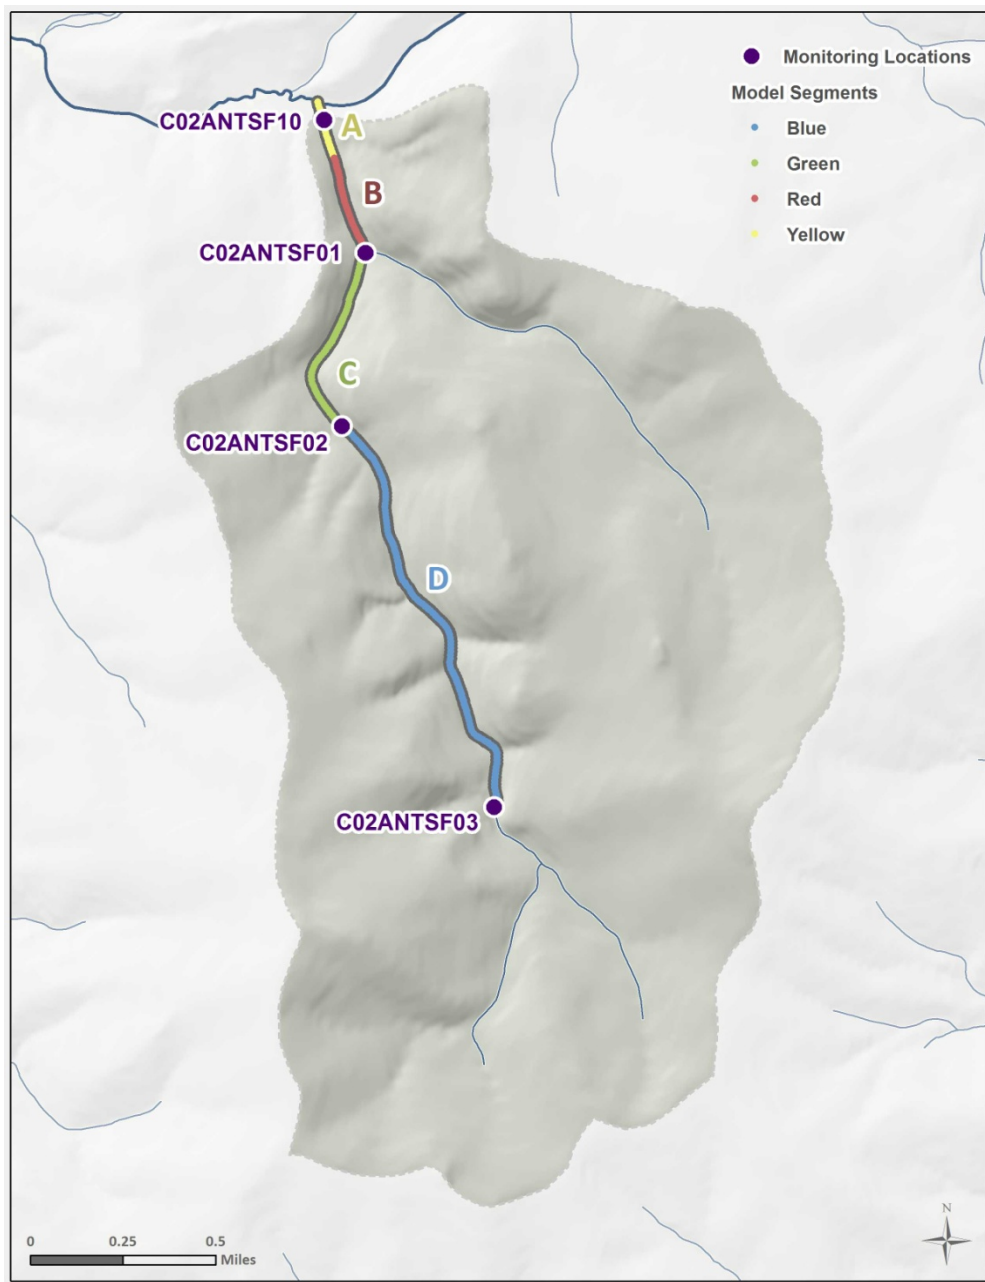 Monitoring Locations
Model Segments
Blue
Green
Red
Yellow
C02ANTSF10
A
B
C02ANTSF01
C
C02ANTSF02
D
C02ANTSF03
N
0 0.25 0.5
Miles